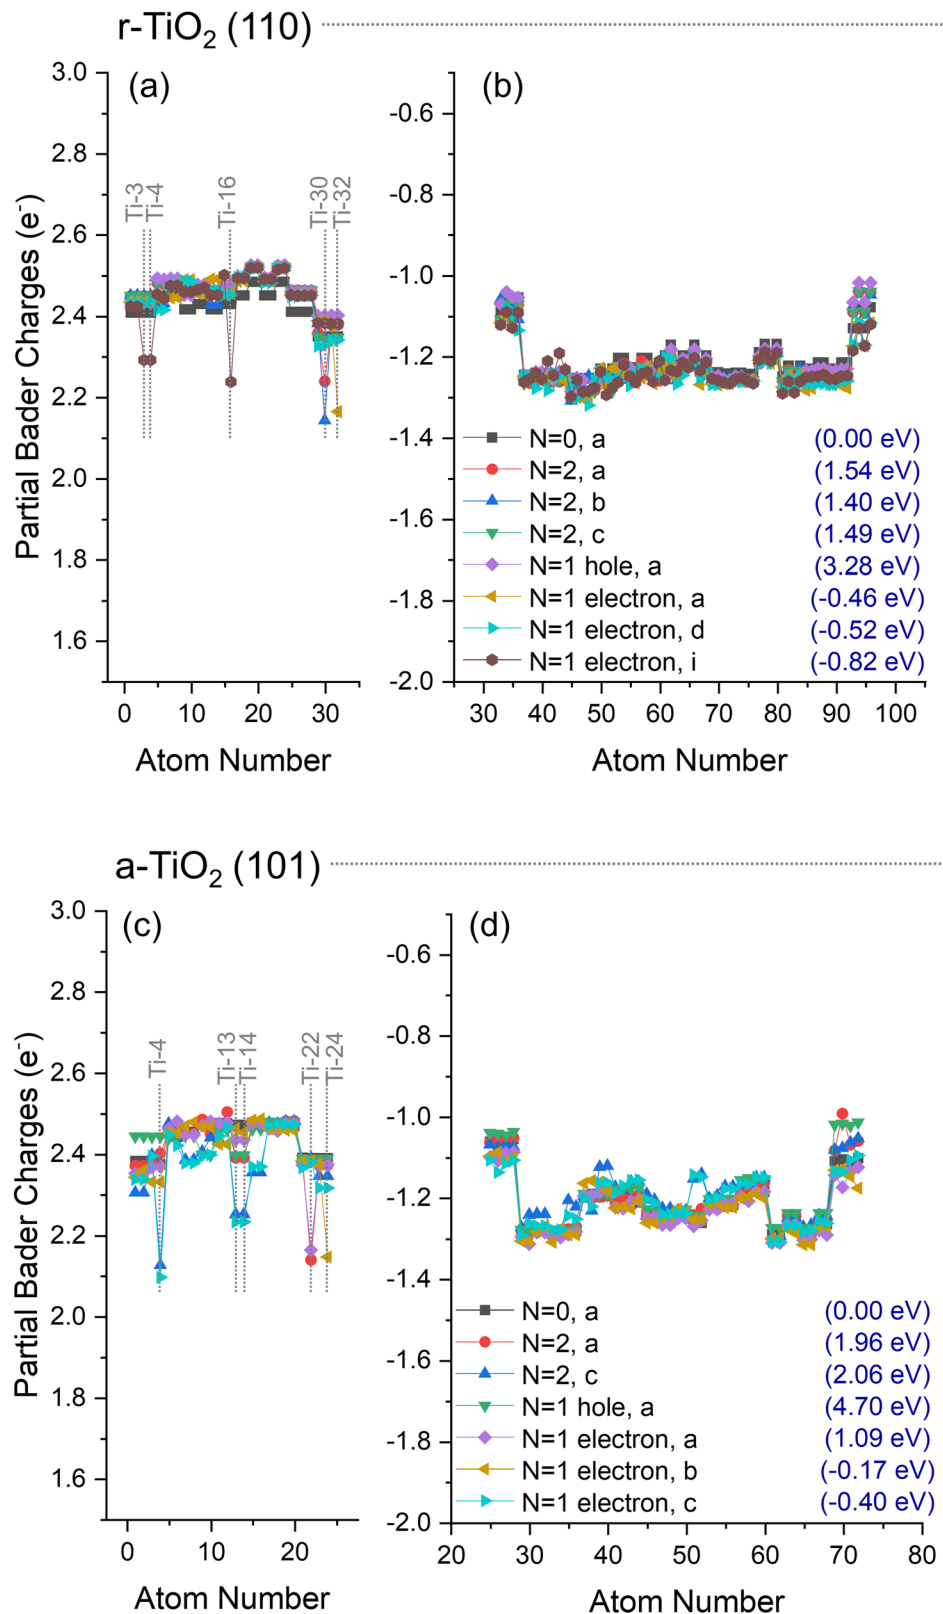 r-TiO₂ (110)
(a)
(b)
Partial Bader Charges (e⁻)
3.0
2.8
2.6
2.4
2.2
2.0
1.8
1.6
Ti-3
Ti-4
Ti-16
Ti-30
Ti-32
0
10
20
30
Atom Number
-0.6
-0.8
-1.0
-1.2
-1.4
-1.6
-1.8
-2.0
N=0, a (0.00 eV)
N=2, a (1.54 eV)
N=2, b (1.40 eV)
N=2, c (1.49 eV)
N=1 hole, a (3.28 eV)
N=1 electron, a (-0.46 eV)
N=1 electron, d (-0.52 eV)
N=1 electron, i (-0.82 eV)
30
40
50
60
70
80
90
100
Atom Number
a-TiO₂ (101)
(c)
(d)
Partial Bader Charges (e⁻)
3.0
2.8
2.6
2.4
2.2
2.0
1.8
1.6
Ti-4
Ti-13
Ti-14
Ti-22
Ti-24
0
10
20
Atom Number
-0.6
-0.8
-1.0
-1.2
-1.4
-1.6
-1.8
-2.0
N=0, a (0.00 eV)
N=2, a (1.96 eV)
N=2, c (2.06 eV)
N=1 hole, a (4.70 eV)
N=1 electron, a (1.09 eV)
N=1 electron, b (-0.17 eV)
N=1 electron, c (-0.40 eV)
20
30
40
50
60
70
80
Atom Number